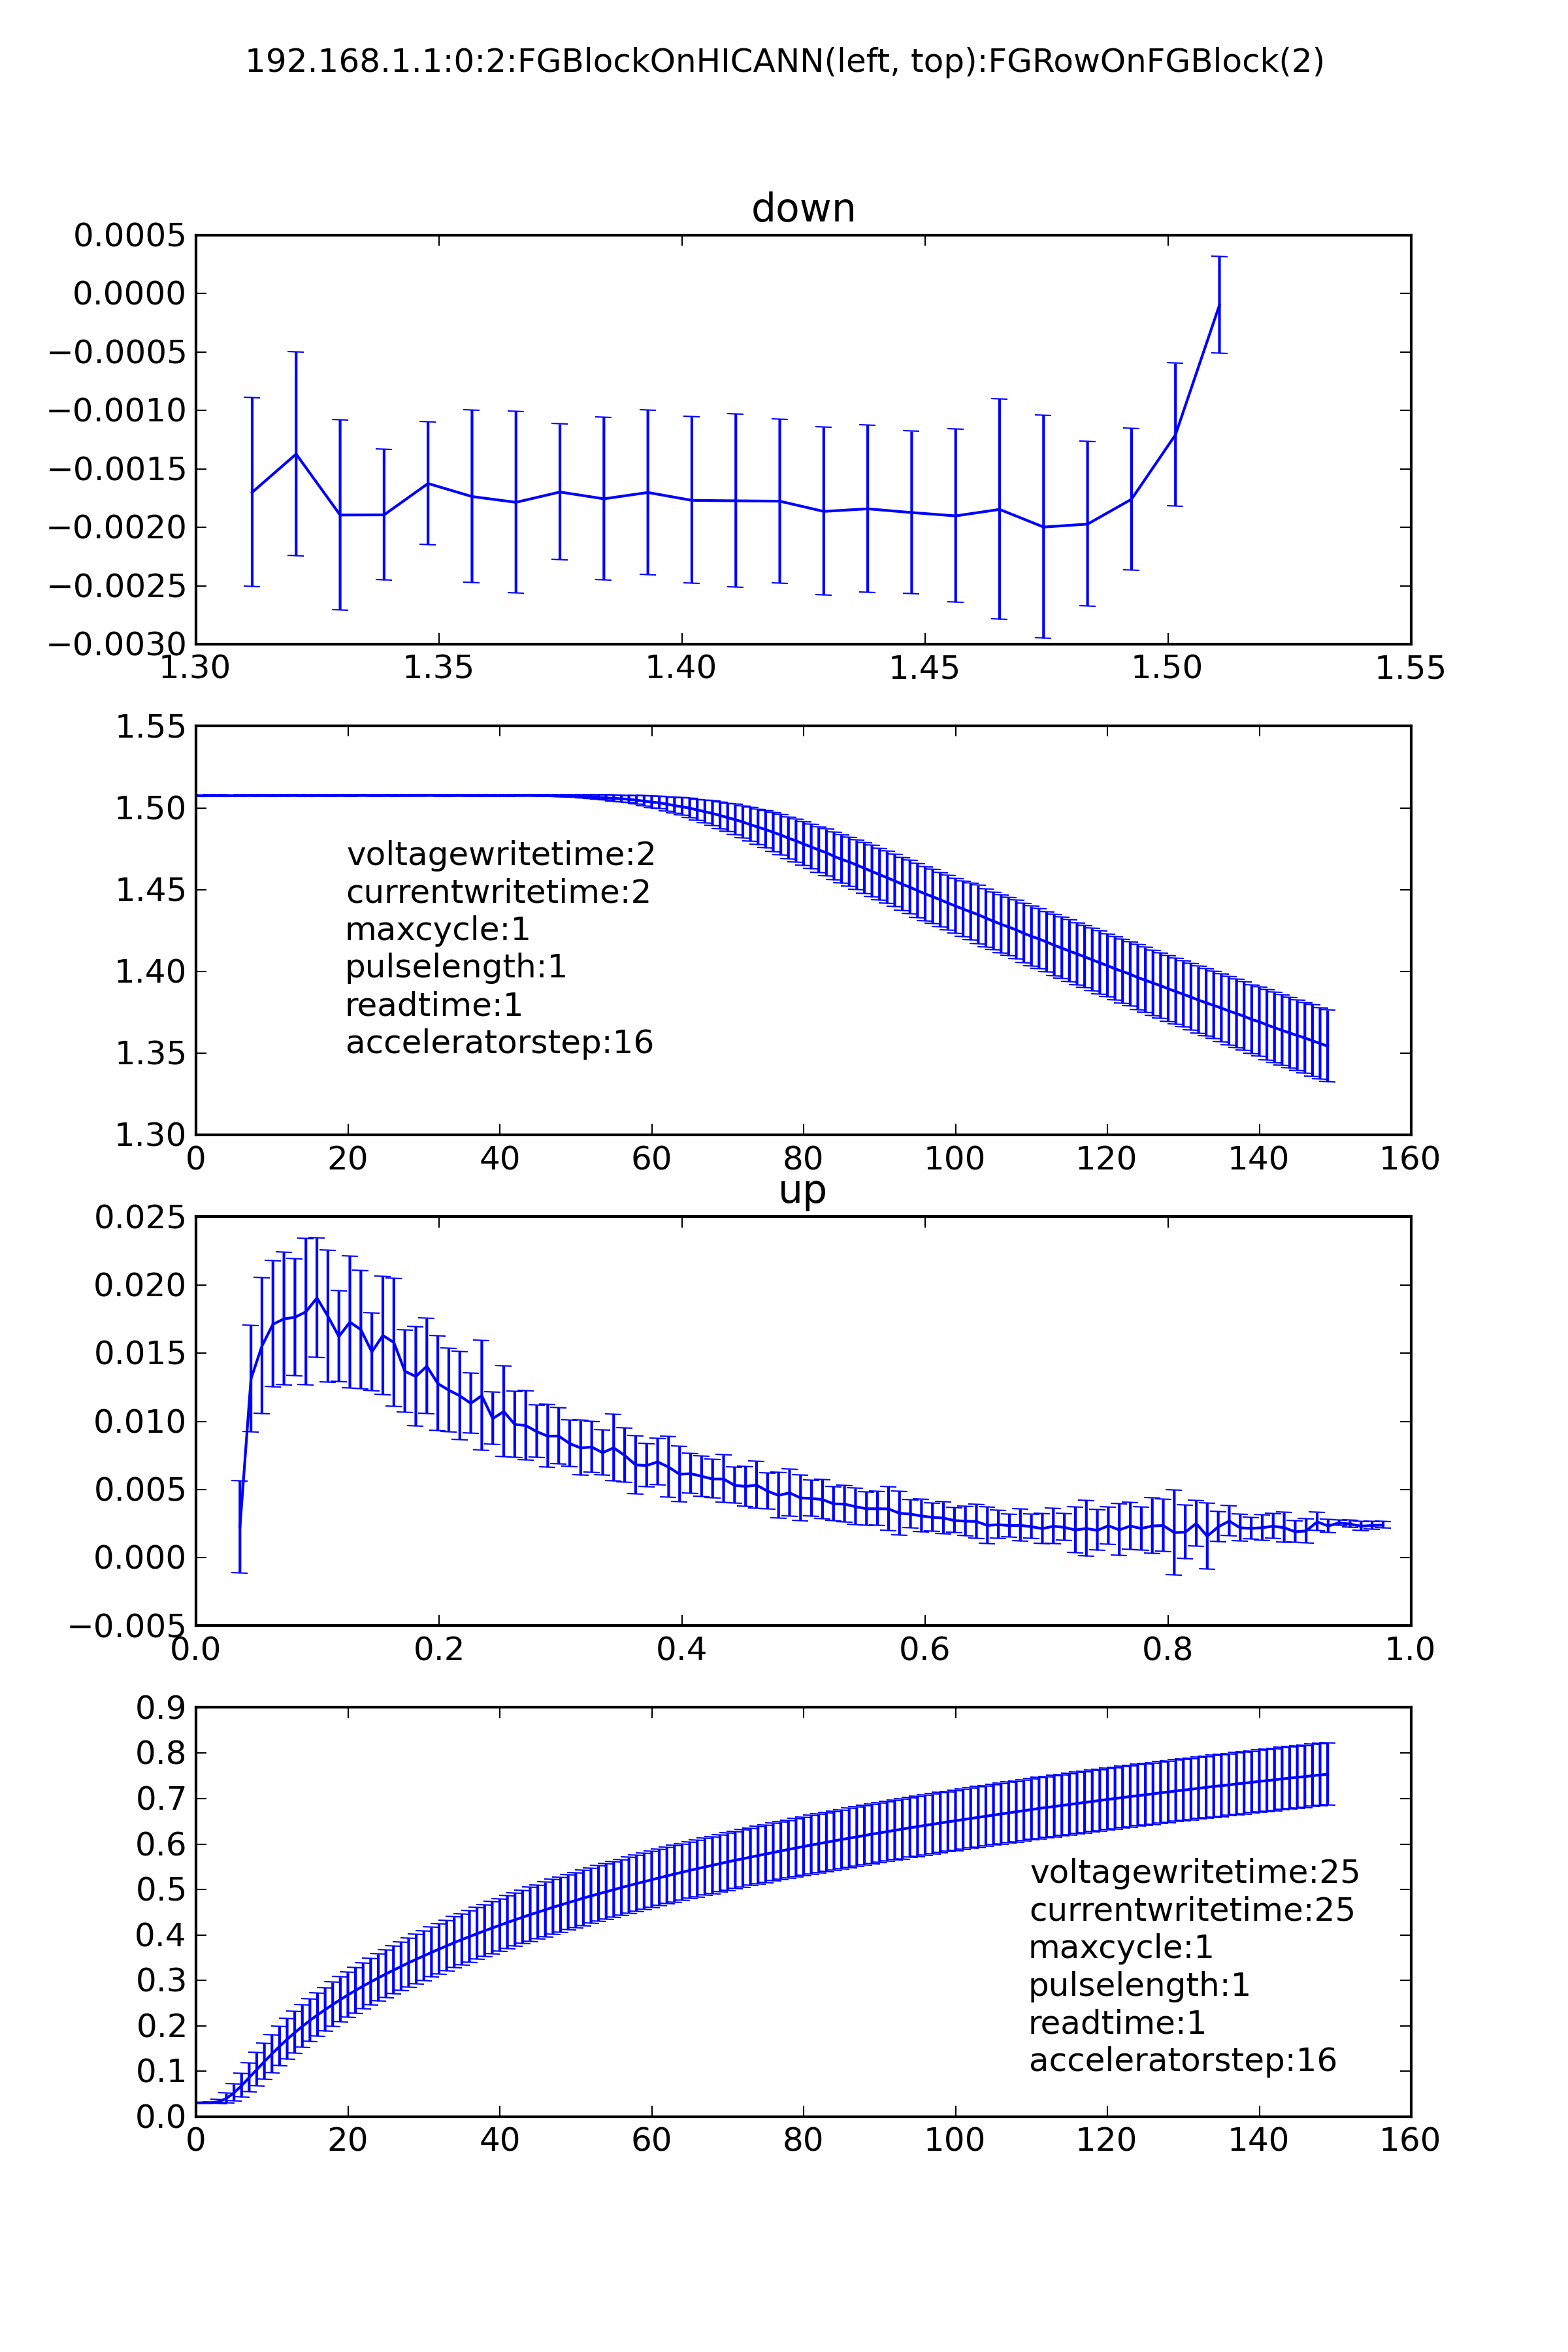 192.168.1.1:0:2:FGBlockOnHICANN(left, top):FGRowOnFGBlock(2)
down
0.0005
0.0000
−0.0005
−0.0010
−0.0015
−0.0020
−0.0025
−0.0030
1.30 1.35 1.40 1.45 1.50 1.55
1.55
1.50
1.45
1.40
1.35
1.30
voltagewritetime:2
currentwritetime:2
maxcycle:1
pulselength:1
readtime:1
acceleratorstep:16
0 20 40 60 80 100 120 140 160
up
0.025
0.020
0.015
0.010
0.005
0.000
−0.005
0.0 0.2 0.4 0.6 0.8 1.0
0.9
0.8
0.7
0.6
0.5
0.4
0.3
0.2
0.1
0.0
voltagewritetime:25
currentwritetime:25
maxcycle:1
pulselength:1
readtime:1
acceleratorstep:16
0 20 40 60 80 100 120 140 160